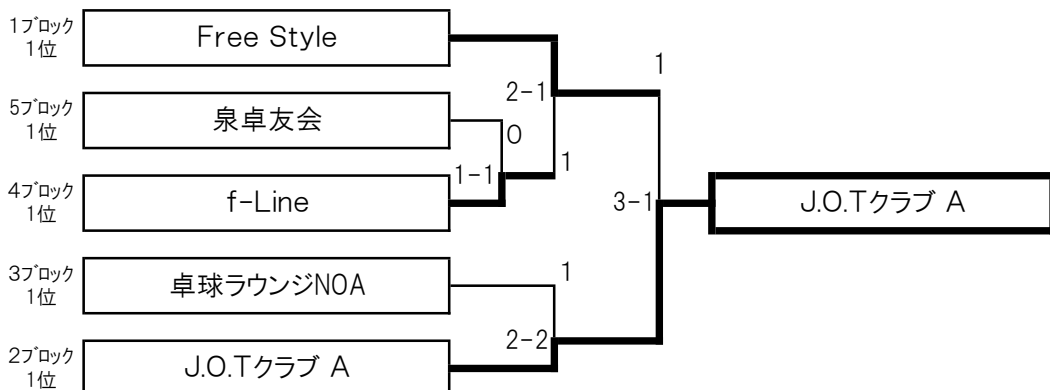 1ブロック
1位
Free Style
1
2-1
5ブロック
1位
泉卓友会
0
1-1
1
4ブロック
1位
f-Line
3-1
J.O.Tクラブ A
3ブロック
1位
卓球ラウンジNOA
1
2-2
2ブロック
1位
J.O.Tクラブ A